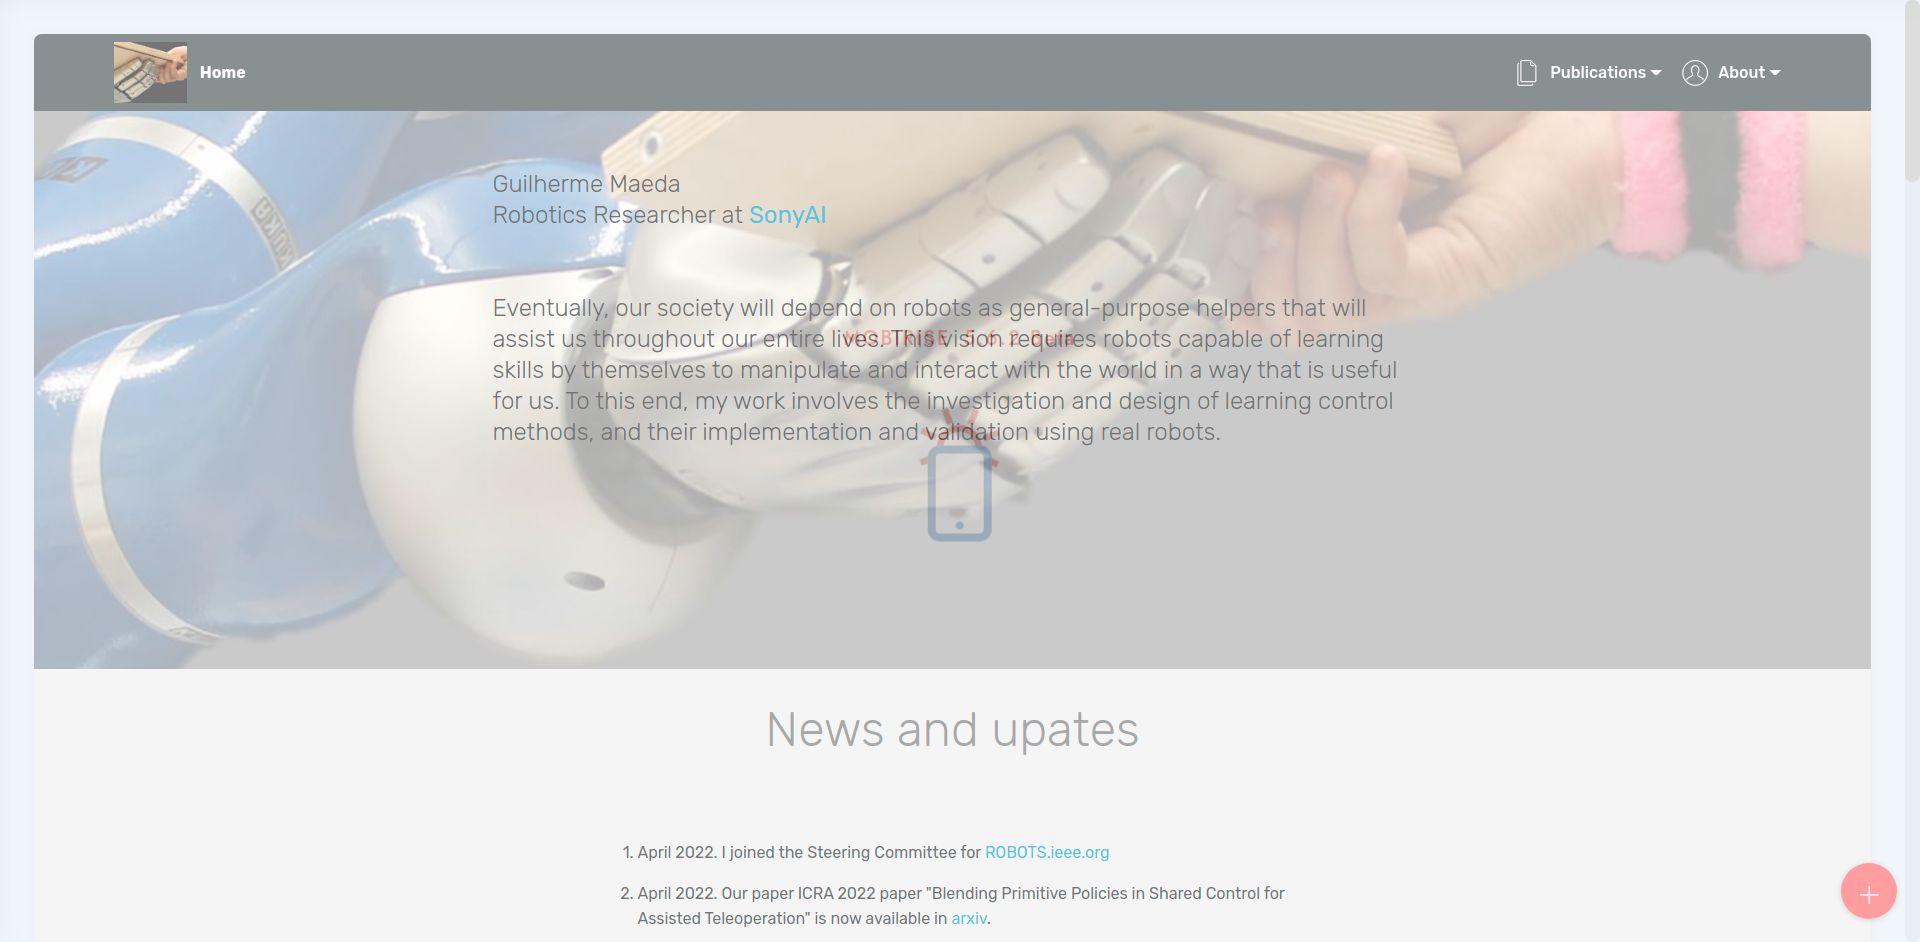 Home
Publications
About
Guilherme Maeda
Robotics Researcher at SonyAI
Eventually, our society will depend on robots as general-purpose helpers that will
assist us throughout our entire lives. This vision requires robots capable of learning
skills by themselves to manipulate and interact with the world in a way that is useful
for us. To this end, my work involves the investigation and design of learning control
methods, and their implementation and validation using real robots.
KUKA
News and upates
1. April 2022. I joined the Steering Committee for ROBOTS.ieee.org
2. April 2022. Our paper ICRA 2022 paper "Blending Primitive Policies in Shared Control for
Assisted Teleoperation" is now available in arxiv.